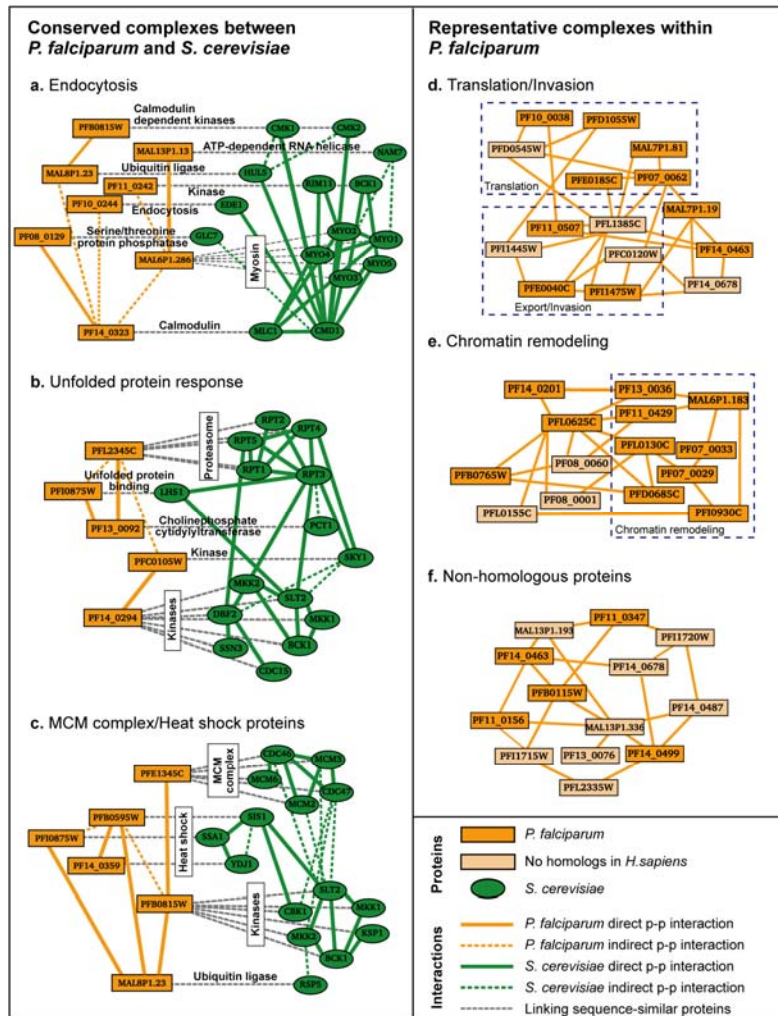 Conserved complexes between
P. falciparum and S. cerevisiae
a. Endocytosis
PFB0815W
Calmodulin
dependent kinases
CMK1
CMK2
MAL13P1.13
ATP-dependent RNA helicase
NAM7
MAL8P1.23
Ubiquitin ligase
HUL5
PF11_0242
Kinase
RIM11
BCK1
PF10_0244
Endocytosis
EDE1
PF08_0129
Serine/threonine
protein phosphatase
GLC7
MYO2
MYO1
MAL6P1.286
Myosin
MYO4
MYO5
MYO3
PF14_0323
Calmodulin
MLC1
CMD1
b. Unfolded protein response
PFL2345C
Proteasome
RPT2
RPT4
RPT5
RPT1
RPT3
PFI0875W
Unfolded protein
binding
LHS1
PF13_0092
Cholinephosphate
cytidylyltransferase
PCT1
PFC0105W
Kinase
SKY1
PF14_0294
Kinases
MKK2
SLT2
DBF2
MKK1
SSN3
BCK1
CDC15
c. MCM complex/Heat shock proteins
PFE1345C
MCM
complex
CDC46
MCM3
MCM6
CDC47
MCM2
PFB0595W
Heat shock
SIS1
PFI0875W
SSA1
PF14_0359
YDJ1
PFB0815W
Kinases
SLT2
CBK1
MKK1
MKK2
KSP1
BCK1
MAL8P1.23
Ubiquitin ligase
RSP5
Representative complexes within
P. falciparum
d. Translation/Invasion
PF10_0038
PFD1055W
PFD0545W
MAL7P1.81
PFE0185C
PF07_0062
Translation
MAL7P1.19
PF11_0507
PFL1385C
PFI1445W
PFC0120W
PF14_0463
PFE0040C
PFI1475W
PF14_0678
Export/Invasion
e. Chromatin remodeling
PF14_0201
PF13_0036
MAL6P1.183
PFL0625C
PF11_0429
PFL0130C
PF07_0033
PFB0765W
PF08_0060
PF07_0029
PF08_0001
PFD0685C
PFL0155C
PFI0930C
Chromatin remodeling
f. Non-homologous proteins
PF11_0347
MAL13P1.193
PFI1720W
PF14_0463
PF14_0678
PFB0115W
PF14_0487
PF11_0156
MAL13P1.336
PFI1715W
PF13_0076
PF14_0499
PFL2335W
Proteins
P. falciparum
No homologs in H.sapiens
S. cerevisiae
Interactions
P. falciparum direct p-p interaction
P. falciparum indirect p-p interaction
S. cerevisiae direct p-p interaction
S. cerevisiae indirect p-p interaction
Linking sequence-similar proteins